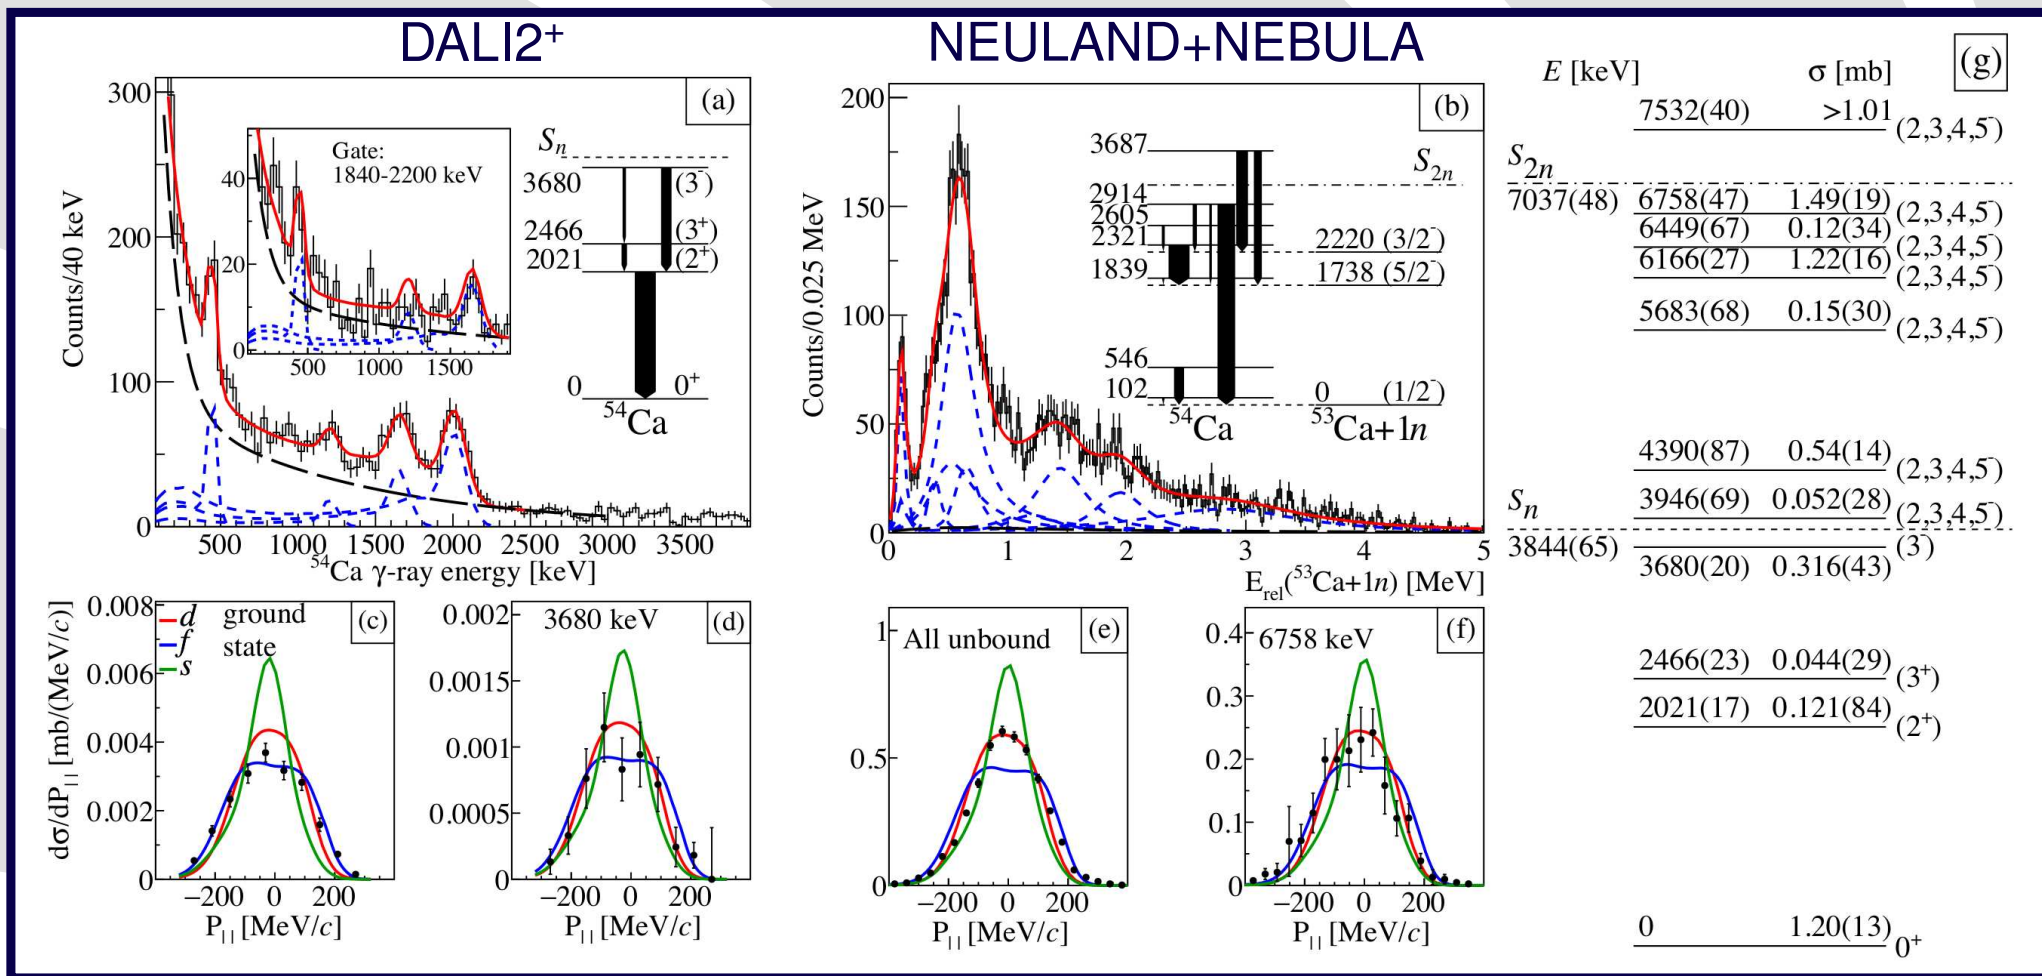 DALI2⁺
NEULAND+NEBULA
(a)
300
200
100
0
Counts/40 keV
500 1000 1500 2000 2500 3000 3500
⁵⁴Ca γ-ray energy [keV]
Gate:
1840-2200 keV
40
20
0
500 1000 1500
Sₙ
3680 (3⁻)
2466 (3⁺)
2021 (2⁺)
0 0⁺
⁵⁴Ca
(b)
200
150
100
50
0
Counts/0.025 MeV
0 1 2 3 4 5
E_rel(⁵³Ca+1n) [MeV]
3687
S₂ₙ
2914
2605
2321 2220 (3/2⁻)
1839 1738 (5/2⁻)
546
102 0 (1/2⁻)
⁵⁴Ca ⁵³Ca+1n
(c)
d ground
f state
s
0.008
0.006
0.004
0.002
0
dσ/dP_|| [mb/(MeV/c)]
−200 0 200
P_|| [MeV/c]
(d)
3680 keV
0.002
0.0015
0.001
0.0005
0
−200 0 200
P_|| [MeV/c]
(e)
All unbound
1
0.5
0
−200 0 200
P_|| [MeV/c]
(f)
6758 keV
0.4
0.3
0.2
0.1
0
−200 0 200
P_|| [MeV/c]
(g)
E [keV] σ [mb]
7532(40) >1.01 (2,3,4,5⁻)
S₂ₙ
7037(48) 6758(47) 1.49(19) (2,3,4,5⁻)
6449(67) 0.12(34) (2,3,4,5⁻)
6166(27) 1.22(16) (2,3,4,5⁻)
5683(68) 0.15(30) (2,3,4,5⁻)
4390(87) 0.54(14) (2,3,4,5⁻)
Sₙ 3946(69) 0.052(28) (2,3,4,5⁻)
3844(65) (3⁻)
3680(20) 0.316(43)
2466(23) 0.044(29) (3⁺)
2021(17) 0.121(84) (2⁺)
0 1.20(13) 0⁺